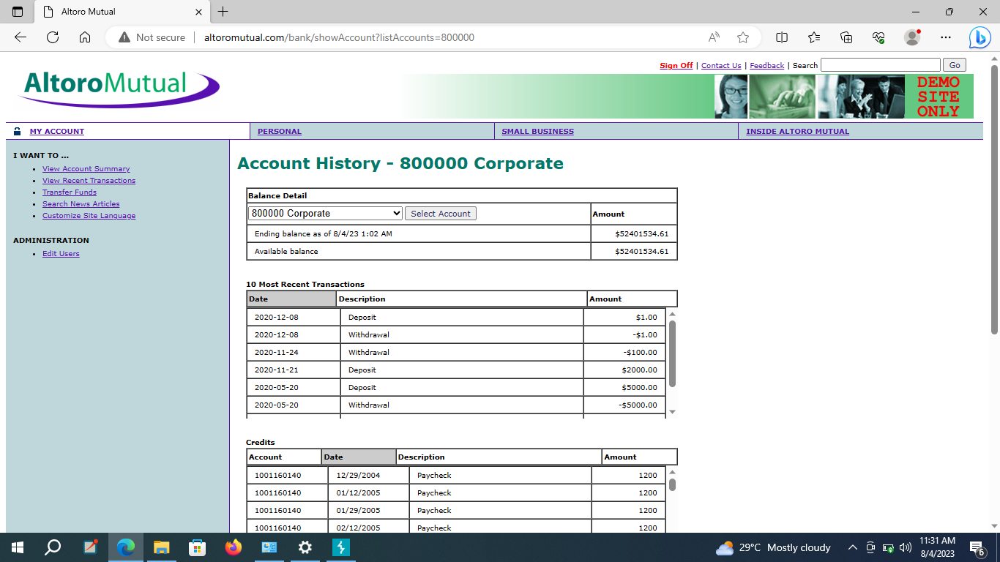 Altoro Mutual
Not secure altoromutual.com/bank/showAccount?listAccounts=800000
Sign Off | Contact Us | Feedback | Search Go
AltoroMutual
DEMO
SITE
ONLY
MY ACCOUNT PERSONAL SMALL BUSINESS INSIDE ALTORO MUTUAL
I WANT TO ...
• View Account Summary
• View Recent Transactions
• Transfer Funds
• Search News Articles
• Customize Site Language
ADMINISTRATION
• Edit Users
Account History - 800000 Corporate
Balance Detail
800000 Corporate Select Account Amount
Ending balance as of 8/4/23 1:02 AM $52401534.61
Available balance $52401534.61
10 Most Recent Transactions
Date Description Amount
2020-12-08 Deposit $1.00
2020-12-08 Withdrawal -$1.00
2020-11-24 Withdrawal -$100.00
2020-11-21 Deposit $2000.00
2020-05-20 Deposit $5000.00
2020-05-20 Withdrawal -$5000.00
Credits
Account Date Description Amount
1001160140 12/29/2004 Paycheck 1200
1001160140 01/12/2005 Paycheck 1200
1001160140 01/29/2005 Paycheck 1200
1001160140 02/12/2005 Paycheck 1200
29°C Mostly cloudy
11:31 AM
8/4/2023
6